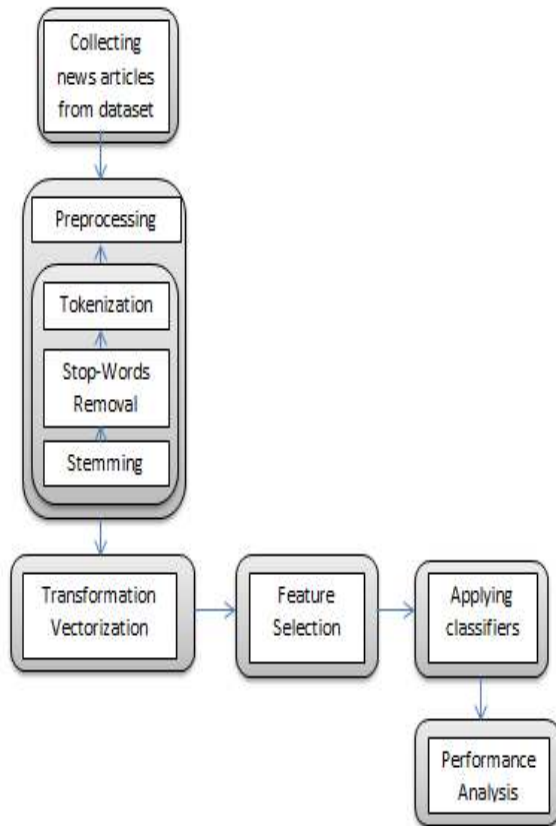 Collecting
news articles
from dataset
Preprocessing
Tokenization
Stop-Words
Removal
Stemming
Transformation
Vectorization
Feature
Selection
Applying
classifiers
Performance
Analysis